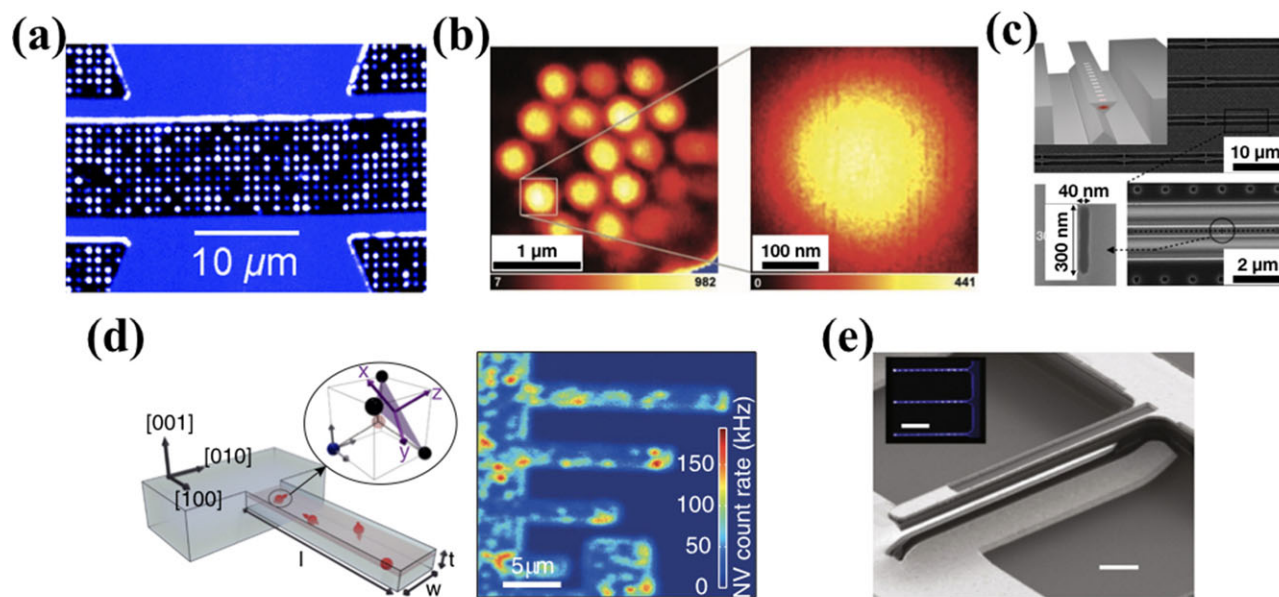 (a)
10 µm
(b)
1 µm
100 nm
7
982
0
441
(c)
10 µm
40 nm
300 nm
2 µm
(d)
[001]
[010]
[100]
x
z
y
l
t
w
5µm
NV count rate (kHz)
150
100
50
0
(e)